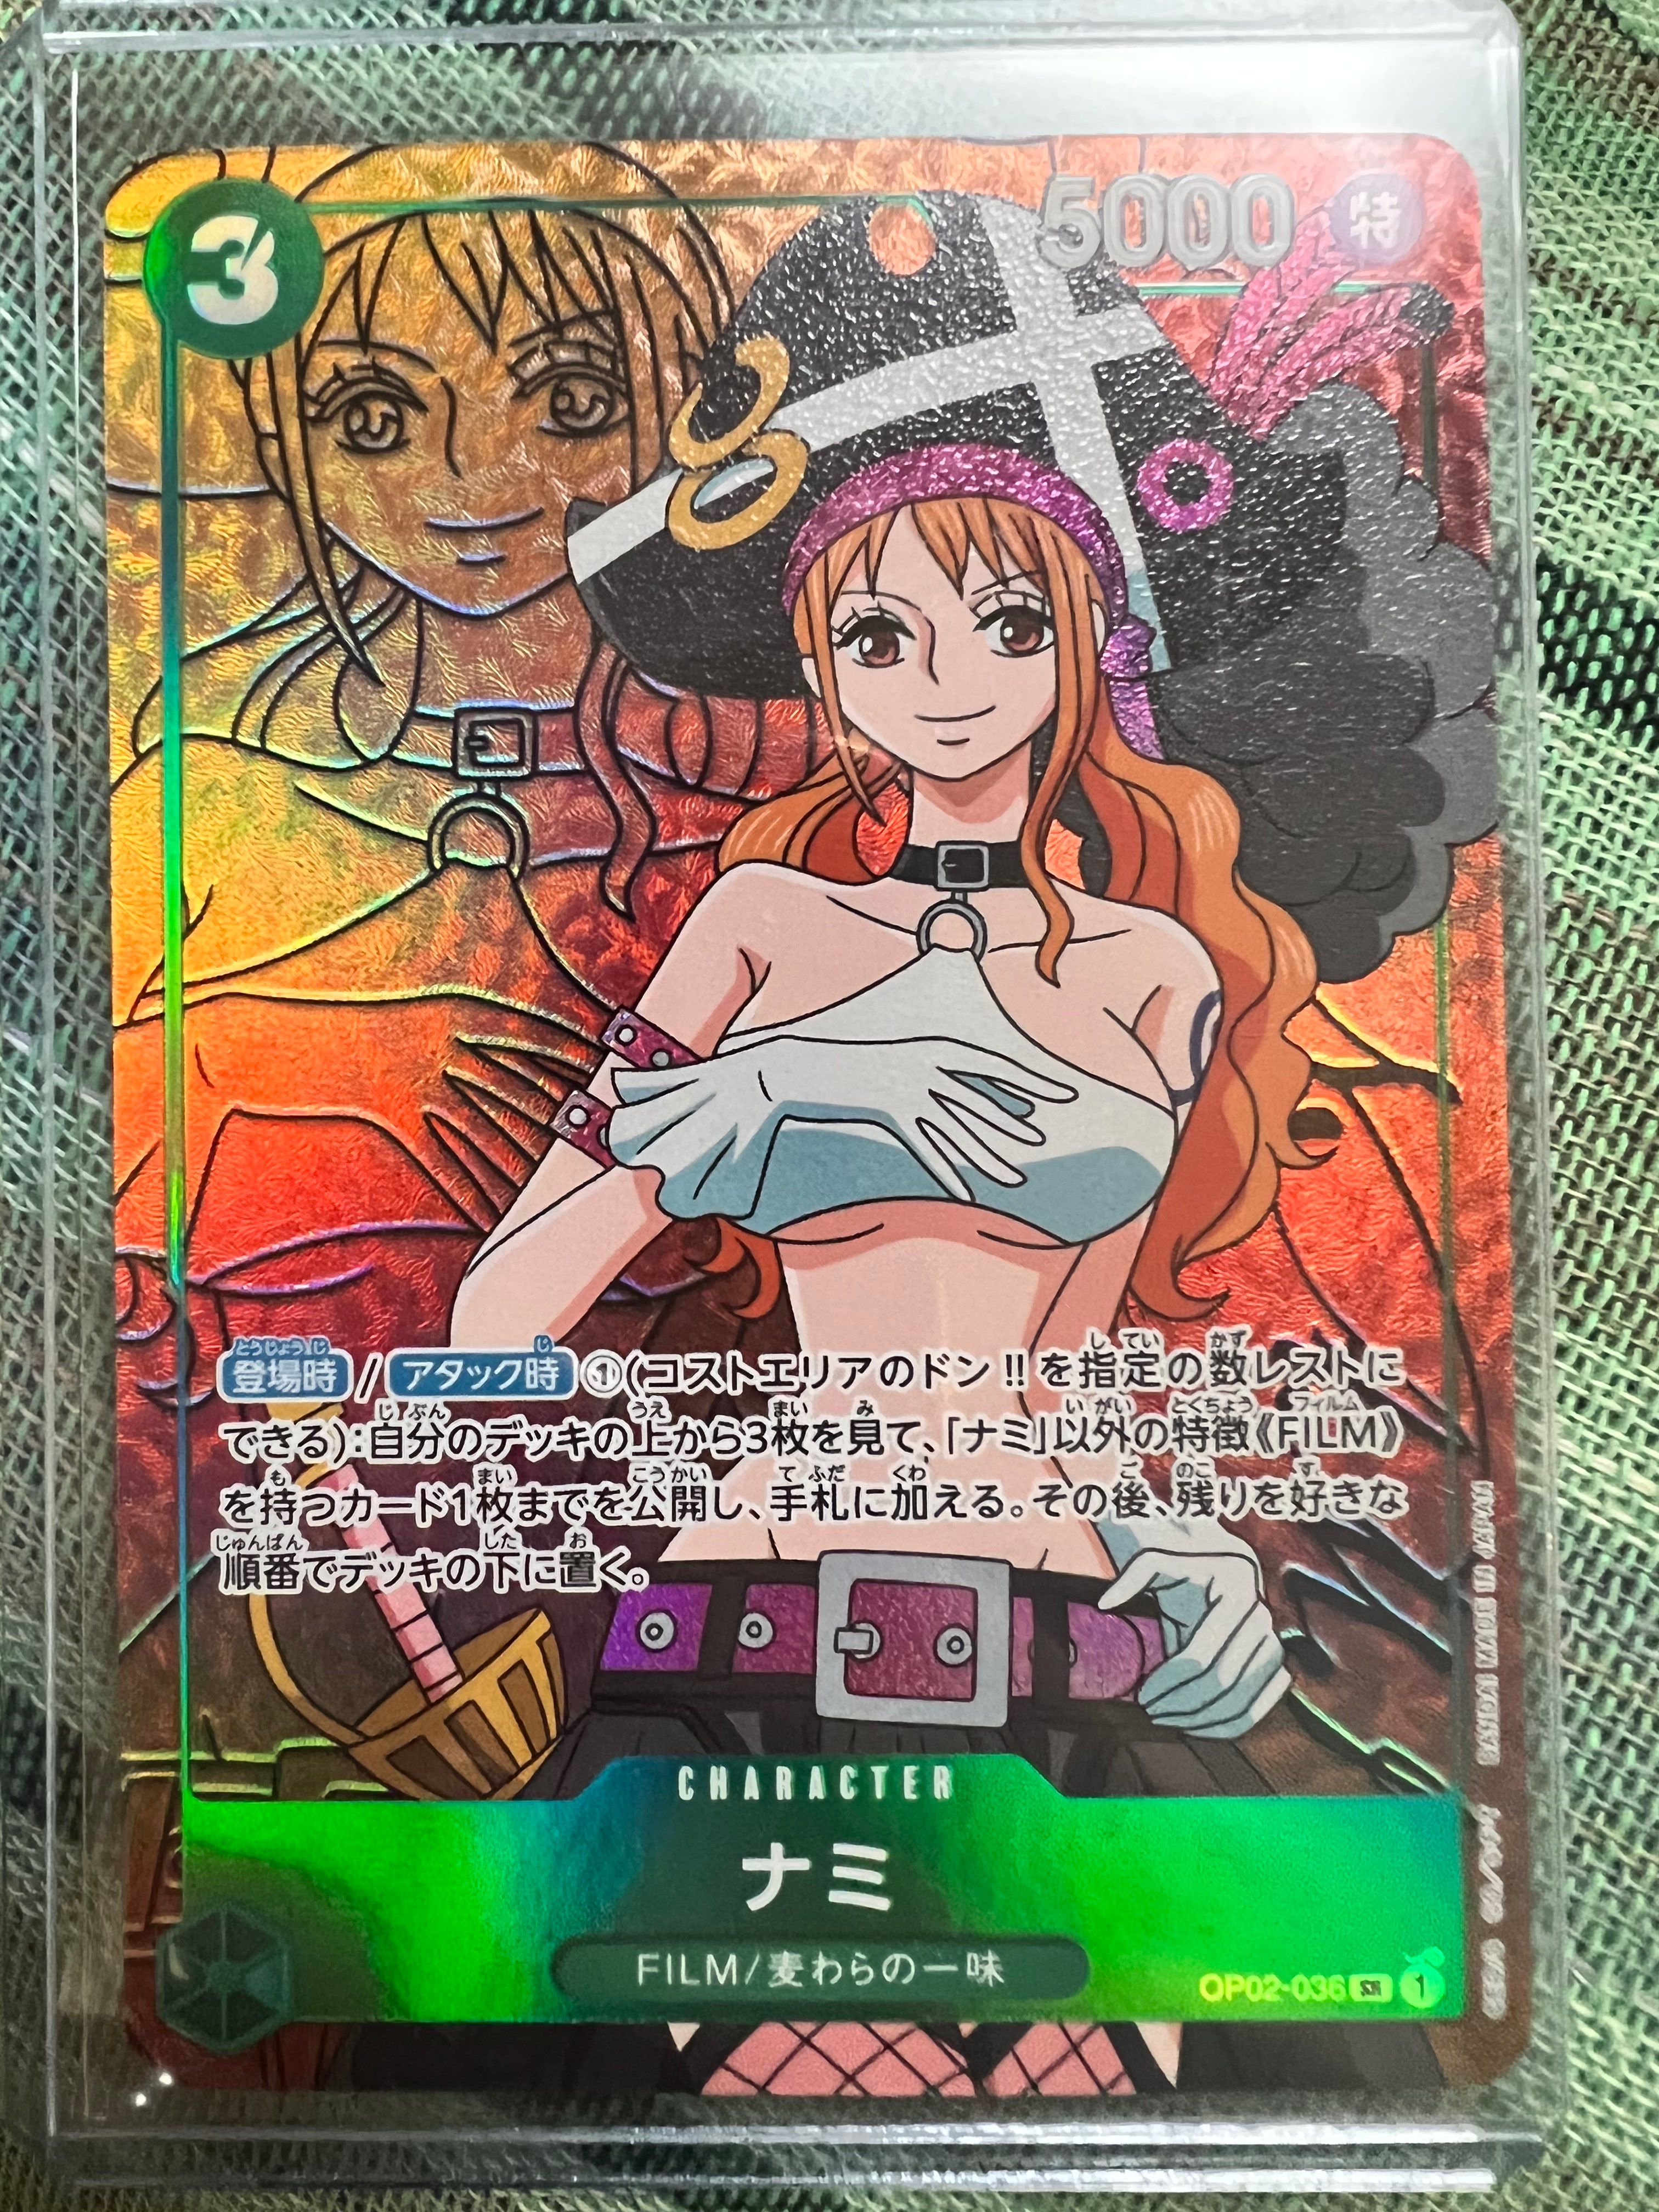 3
5000
特
登場時/アタック時①(コストエリアのドン!!を指定の数レストに
できる):自分のデッキの上から3枚を見て、「ナミ」以外の特徴《FILM》
を持つカード1枚までを公開し、手札に加える。その後、残りを好きな
順番でデッキの下に置く。
CHARACTER
ナミ
FILM/麦わらの一味
OP02-036 SR 1